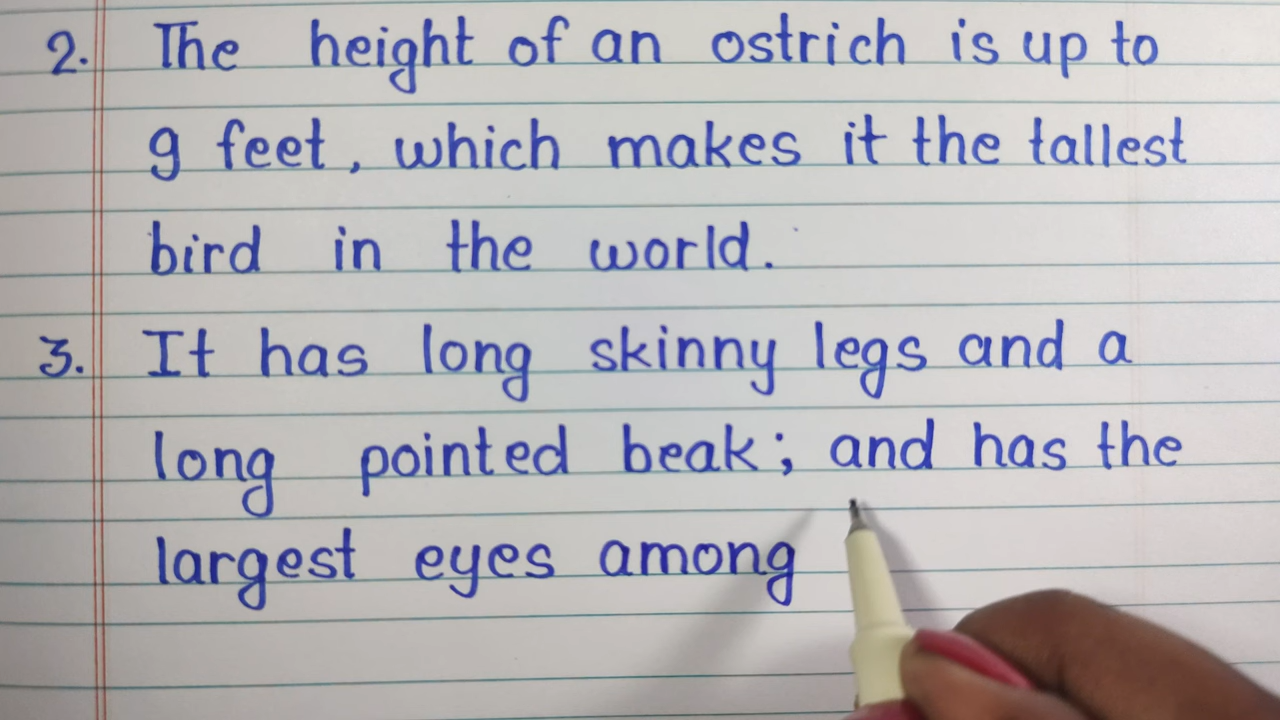 2. The height of an ostrich is up to
9 feet, which makes it the tallest
bird in the world.
3. It has long skinny legs and a
long pointed beak; and has the
largest eyes among